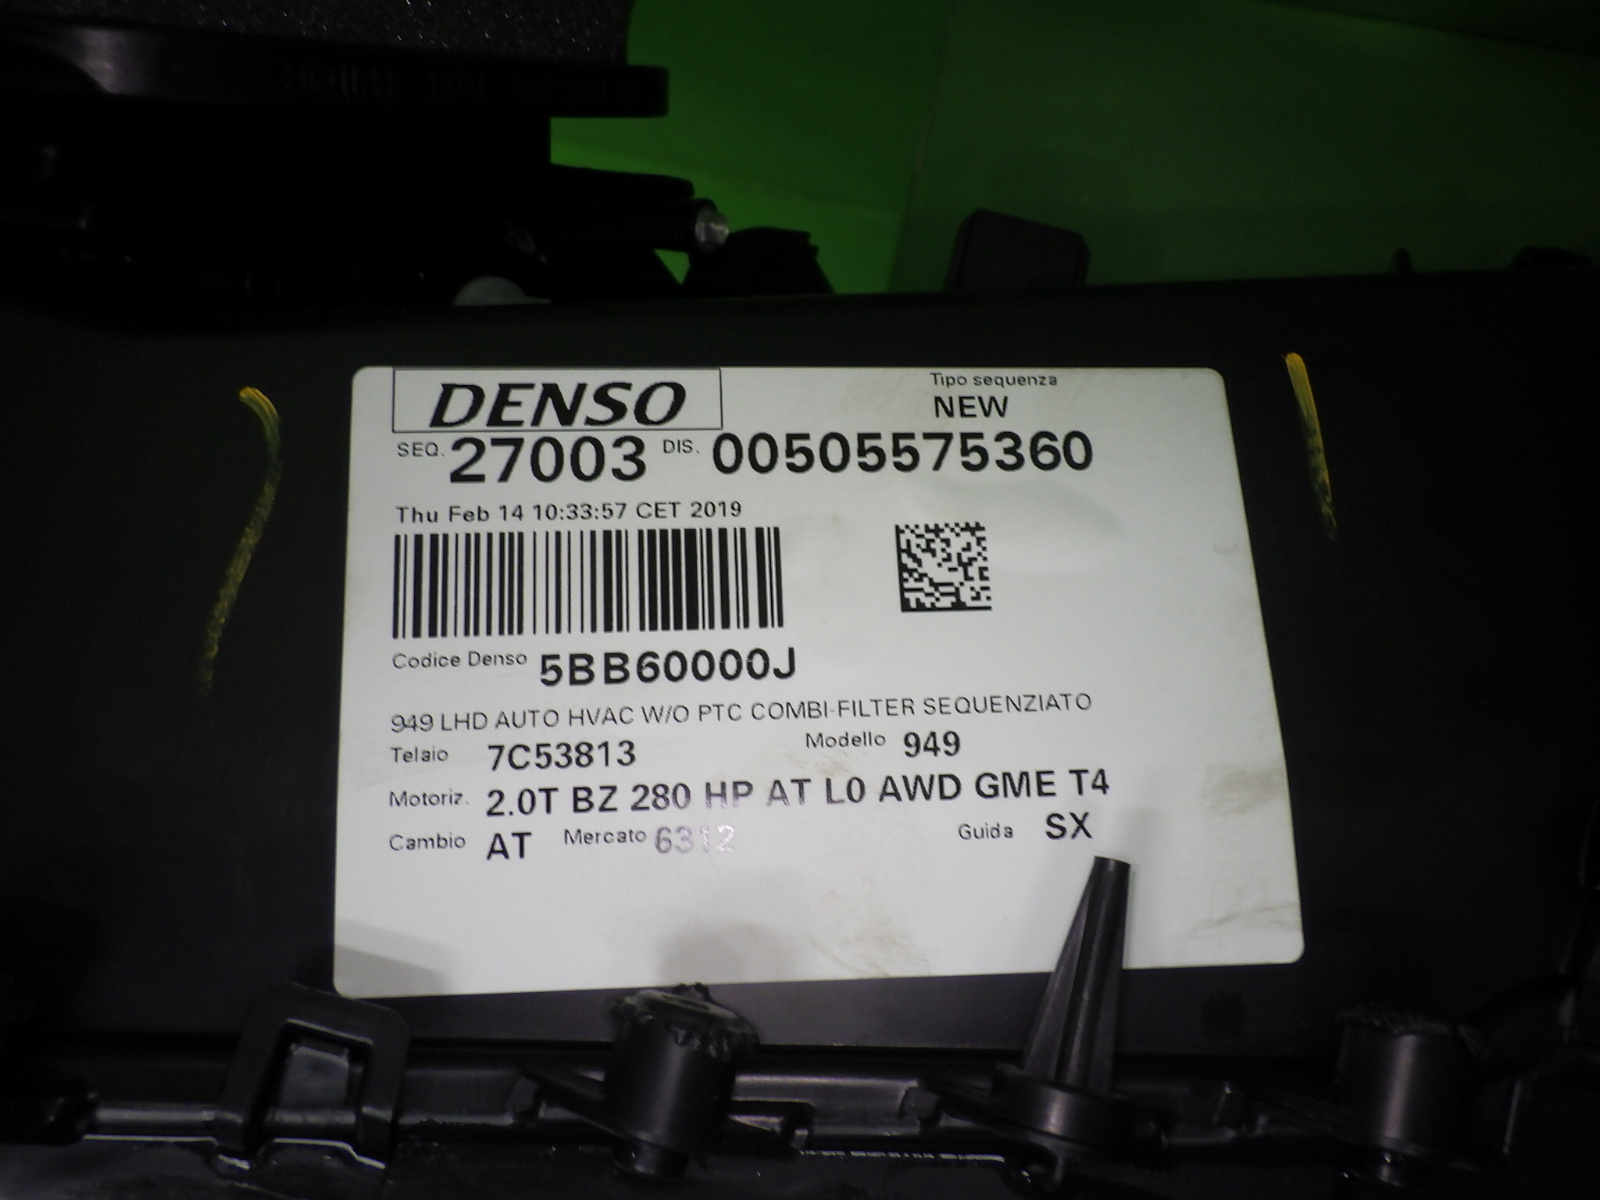 DENSO
Tipo sequenza
NEW
SEQ. 27003 DIS. 00505575360
Thu Feb 14 10:33:57 CET 2019
Codice Denso 5BB60000J
949 LHD AUTO HVAC W/O PTC COMBI-FILTER SEQUENZIATO
Telaio 7C53813 Modello 949
Motoriz. 2.0T BZ 280 HP AT L0 AWD GME T4
Cambio AT Mercato 6312 Guida SX